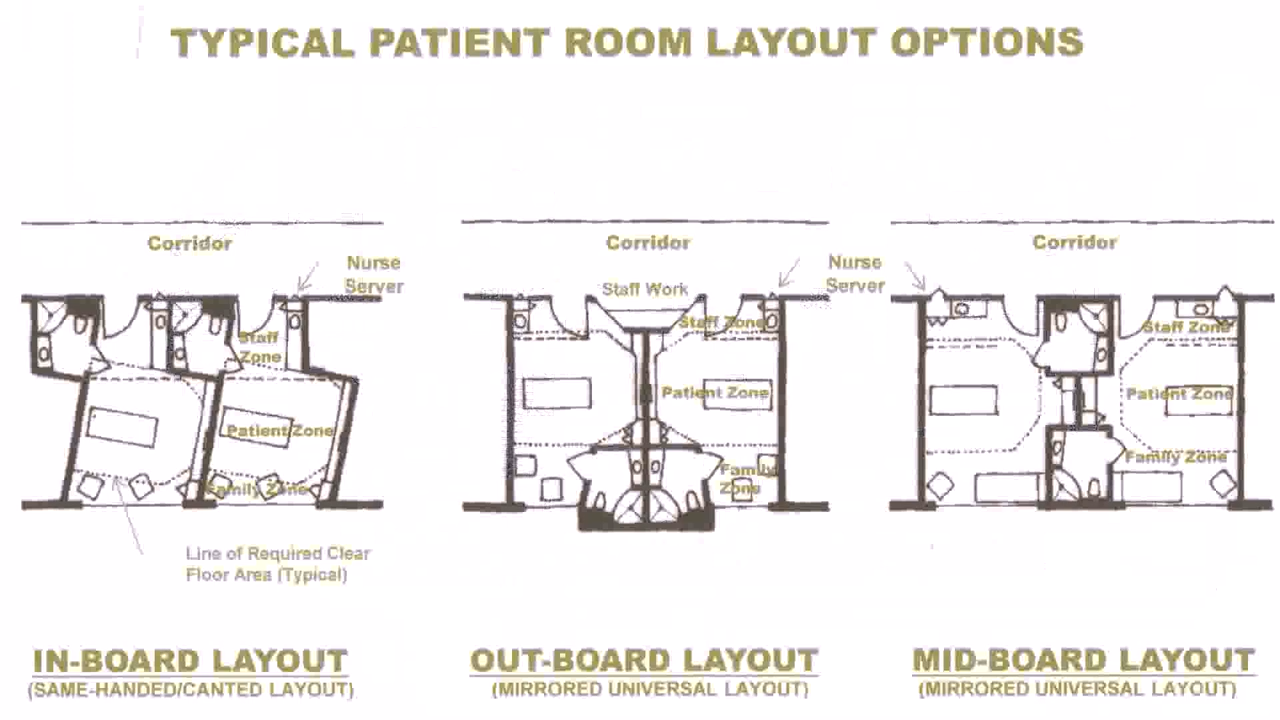 TYPICAL PATIENT ROOM LAYOUT OPTIONS
Corridor
Nurse
Server
Staff
Zone
Patient Zone
Family Zone
Line of Required Clear
Floor Area (Typical)
IN-BOARD LAYOUT
(SAME-HANDED/CANTED LAYOUT)
Corridor
Nurse
Server
Staff Work
Staff Zone
Patient Zone
Family
Zone
OUT-BOARD LAYOUT
(MIRRORED UNIVERSAL LAYOUT)
Corridor
Staff Zone
Patient Zone
Family Zone
MID-BOARD LAYOUT
(MIRRORED UNIVERSAL LAYOUT)